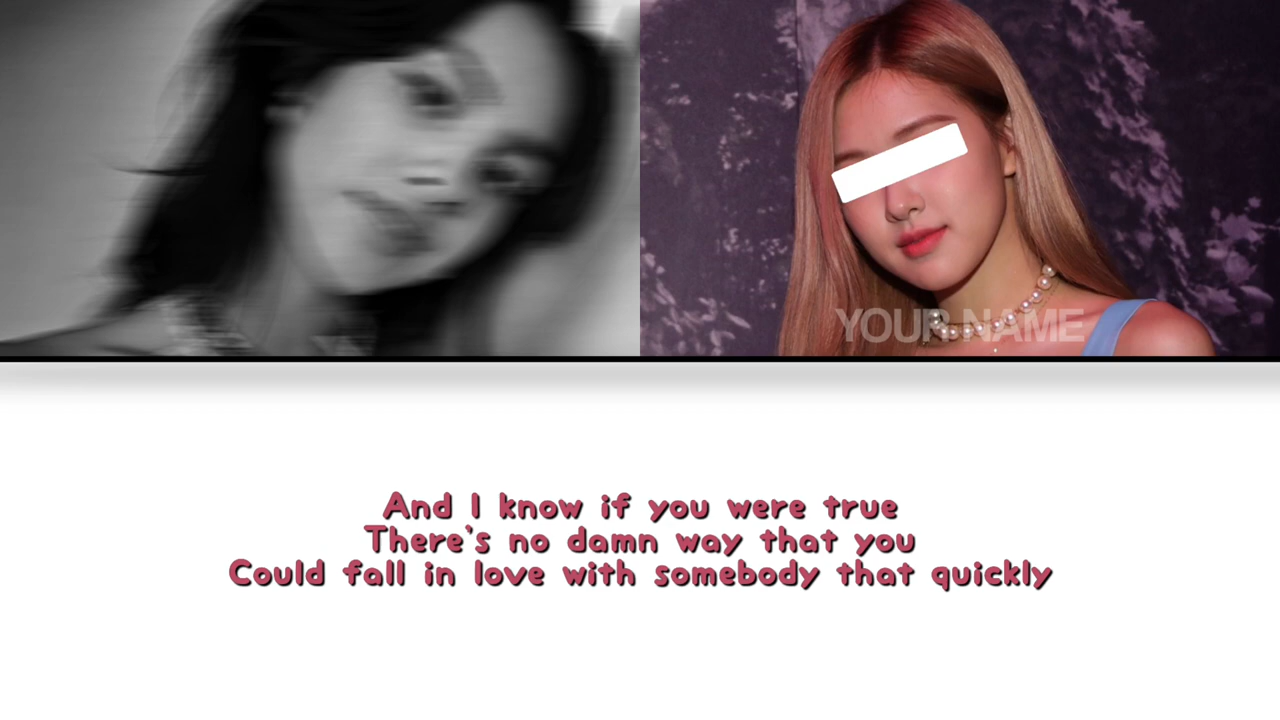 YOUR NAME
And I know if you were true
There's no damn way that you
Could fall in love with somebody that quickly